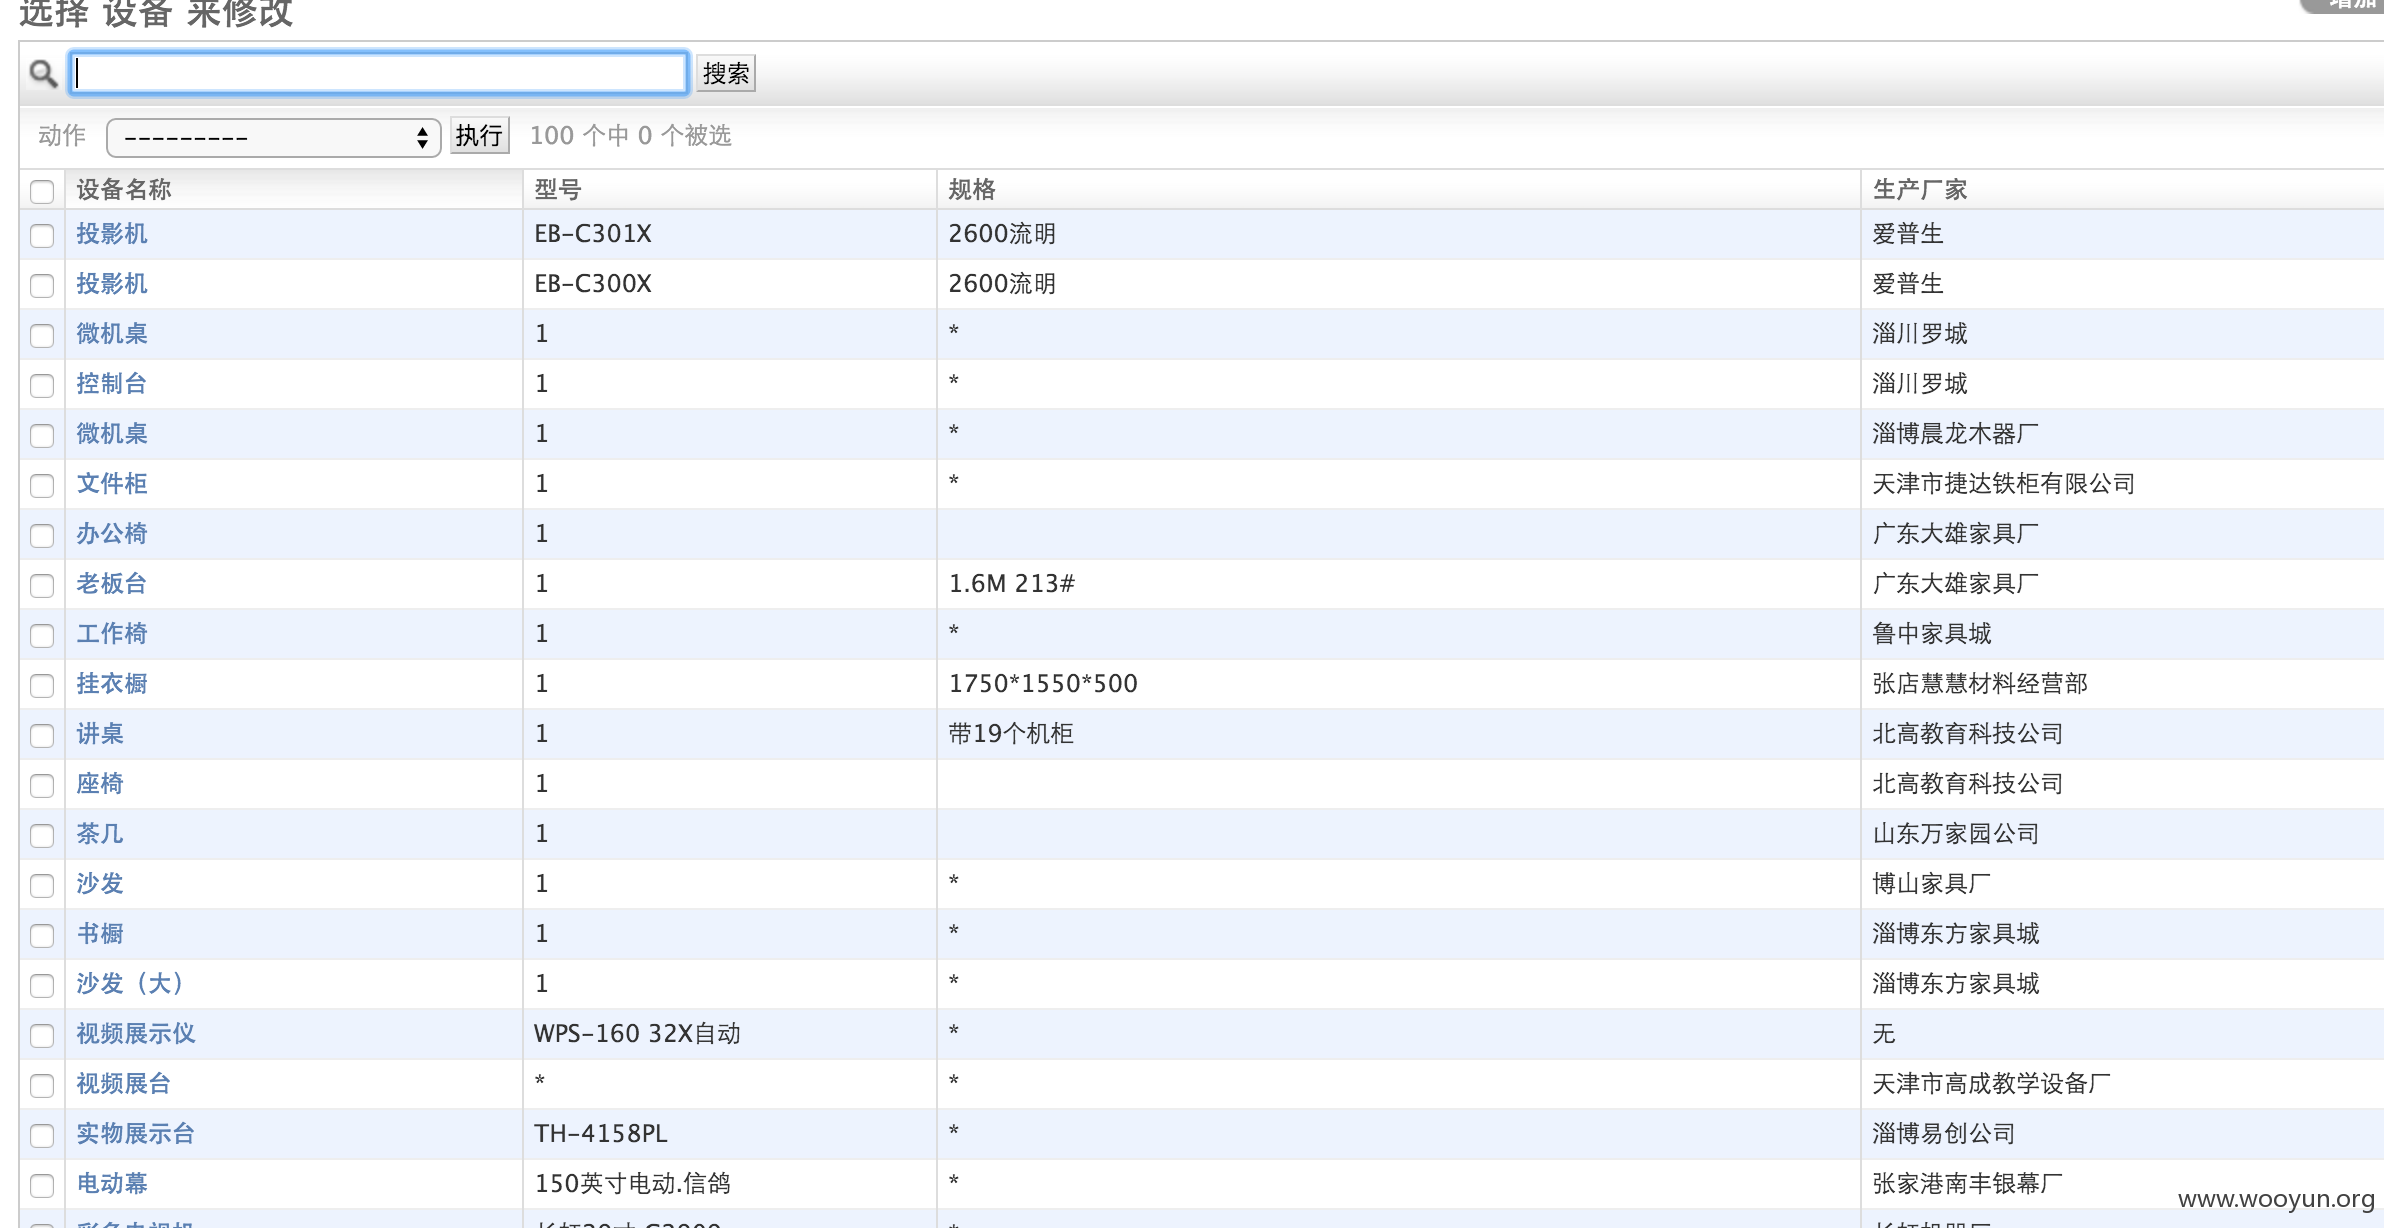 选择 设备 来修改
增加
搜索
动作 --------- 执行 100 个中 0 个被选
设备名称 型号 规格 生产厂家
投影机 EB-C301X 2600流明 爱普生
投影机 EB-C300X 2600流明 爱普生
微机桌 1 * 淄川罗城
控制台 1 * 淄川罗城
微机桌 1 * 淄博晨龙木器厂
文件柜 1 * 天津市捷达铁柜有限公司
办公椅 1 广东大雄家具厂
老板台 1 1.6M 213# 广东大雄家具厂
工作椅 1 * 鲁中家具城
挂衣橱 1 1750*1550*500 张店慧慧材料经营部
讲桌 1 带19个机柜 北高教育科技公司
座椅 1 北高教育科技公司
茶几 1 山东万家园公司
沙发 1 * 博山家具厂
书橱 1 * 淄博东方家具城
沙发（大） 1 * 淄博东方家具城
视频展示仪 WPS-160 32X自动 * 无
视频展台 * * 天津市高成教学设备厂
实物展示台 TH-4158PL * 淄博易创公司
电动幕 150英寸电动.信鸽 * 张家港南丰银幕厂
www.wooyun.org